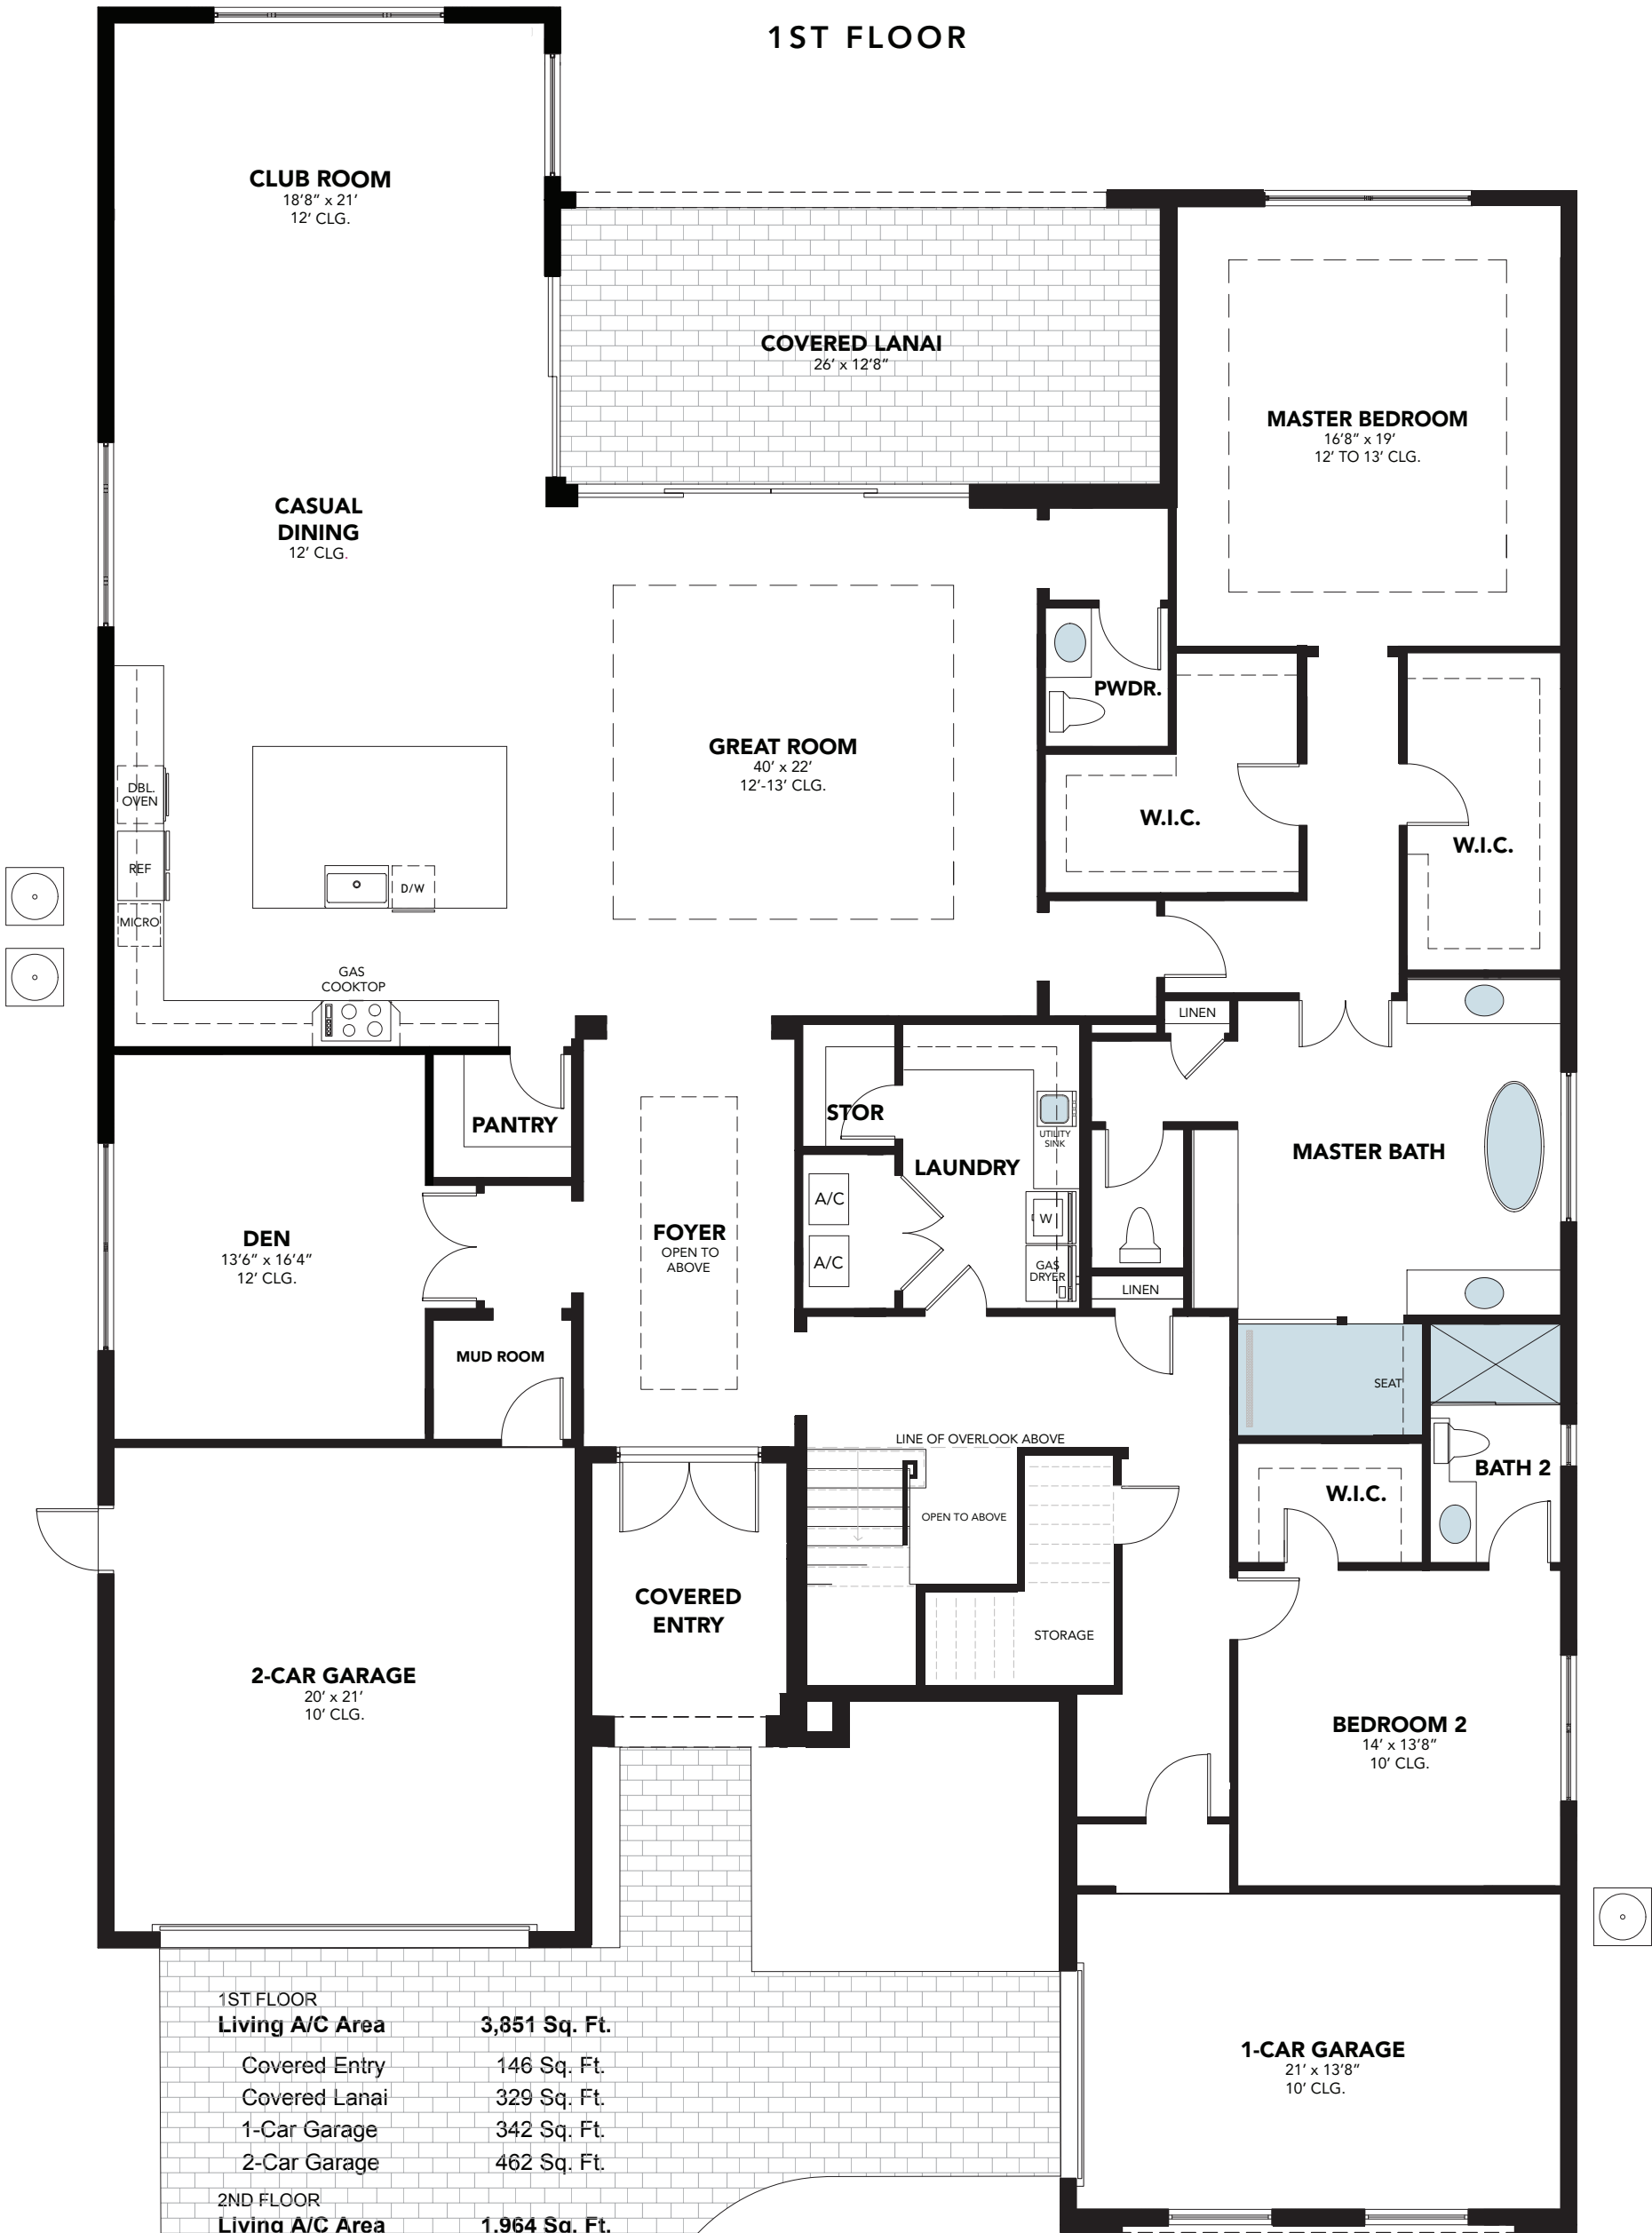 1ST FLOOR
CLUB ROOM
18'8" x 21'
12' CLG.
COVERED LANAI
26' x 12'8"
MASTER BEDROOM
16'8" x 19'
12' TO 13' CLG.
CASUAL
DINING
12' CLG.
PWDR.
GREAT ROOM
40' x 22'
12'-13' CLG.
DBL.
OVEN
W.I.C.
W.I.C.
REF
D/W
MICRO
GAS
COOKTOP
LINEN
STOR
PANTRY
UTILITY
SINK
LAUNDRY
MASTER BATH
A/C
W
DEN
13'6" x 16'4"
12' CLG.
FOYER
OPEN TO
ABOVE
A/C
GAS
DRYER
LINEN
MUD ROOM
SEAT
LINE OF OVERLOOK ABOVE
BATH 2
W.I.C.
OPEN TO ABOVE
COVERED
ENTRY
STORAGE
2-CAR GARAGE
20' x 21'
10' CLG.
BEDROOM 2
14' x 13'8"
10' CLG.
1ST FLOOR
Living A/C Area 3,851 Sq. Ft.
Covered Entry 146 Sq. Ft.
Covered Lanai 329 Sq. Ft.
1-Car Garage 342 Sq. Ft.
2-Car Garage 462 Sq. Ft.
2ND FLOOR
Living A/C Area 1,964 Sq. Ft.
1-CAR GARAGE
21' x 13'8"
10' CLG.